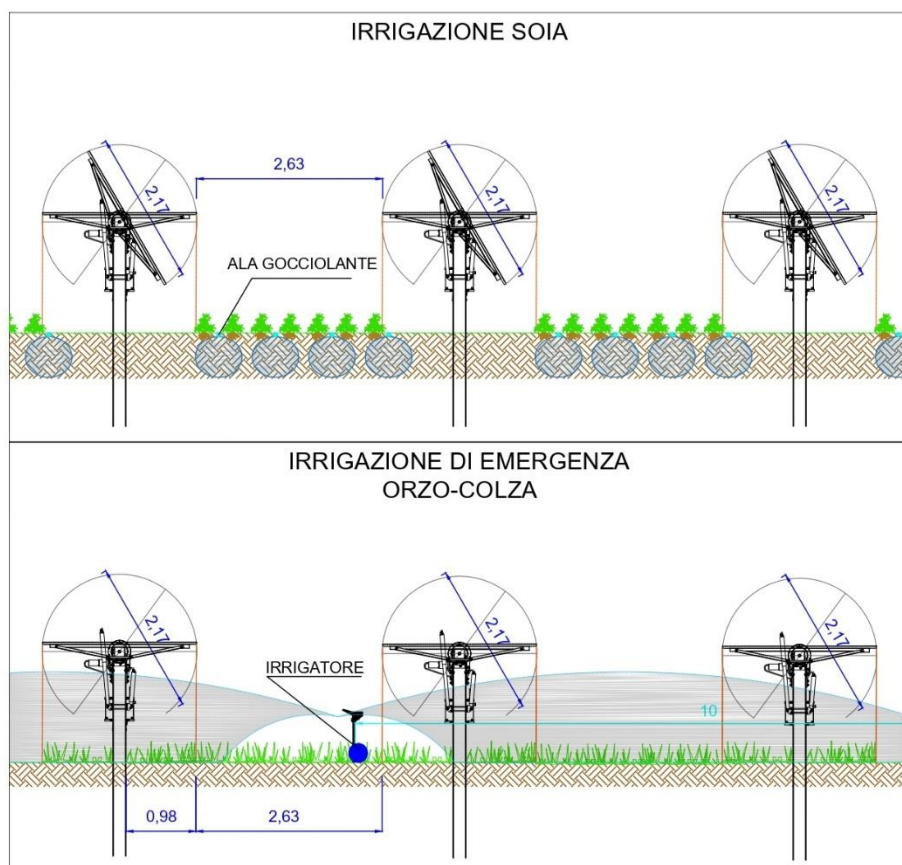 IRRIGAZIONE SOIA
2,63
2,17
2,17
2,17
ALA GOCCIOLANTE
IRRIGAZIONE DI EMERGENZA
ORZO-COLZA
2,17
2,17
2,17
IRRIGATORE
10
0,98
2,63